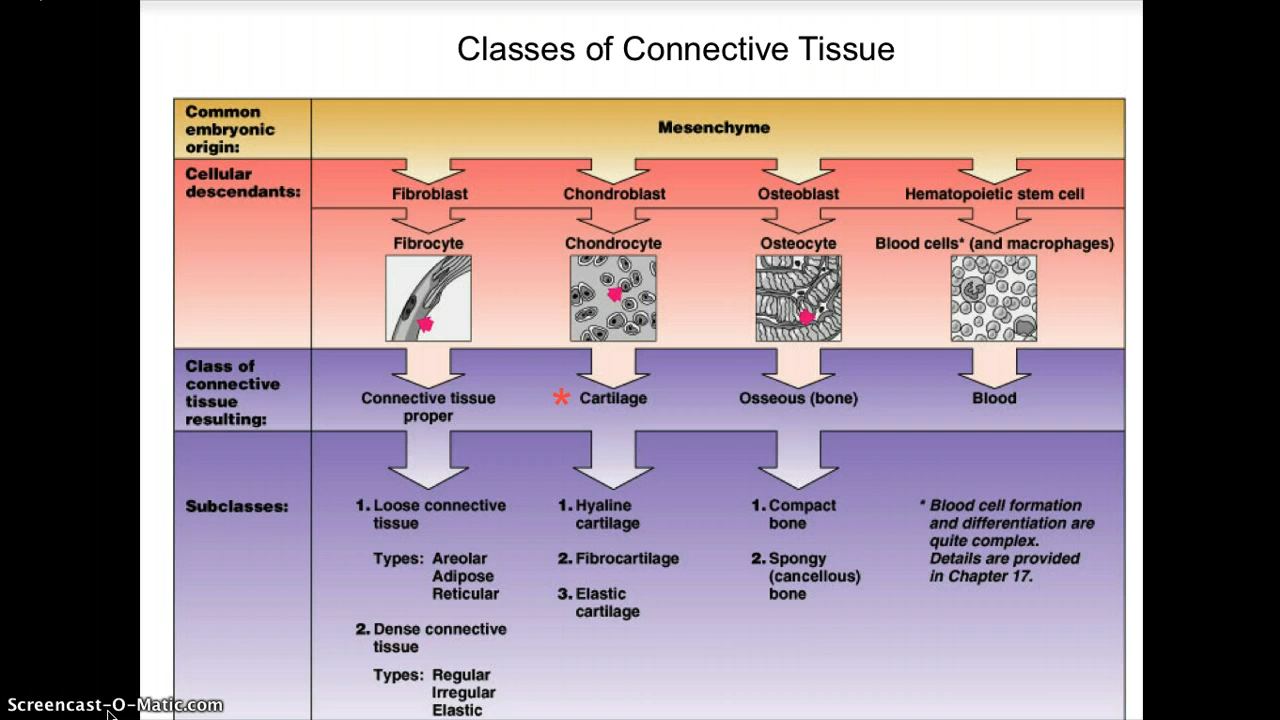 Classes of Connective Tissue
Common
embryonic
origin:
Mesenchyme
Cellular
descendants:
Fibroblast
Chondroblast
Osteoblast
Hematopoietic stem cell
Fibrocyte
Chondrocyte
Osteocyte
Blood cells* (and macrophages)
Class of
connective
tissue
resulting:
Connective tissue
proper
* Cartilage
Osseous (bone)
Blood
Subclasses:
1. Loose connective
tissue
Types: Areolar
Adipose
Reticular
2. Dense connective
tissue
Types: Regular
Irregular
Elastic
1. Hyaline
cartilage
2. Fibrocartilage
3. Elastic
cartilage
1. Compact
bone
2. Spongy
(cancellous)
bone
* Blood cell formation
and differentiation are
quite complex.
Details are provided
in Chapter 17.
Screencast-O-Matic.com